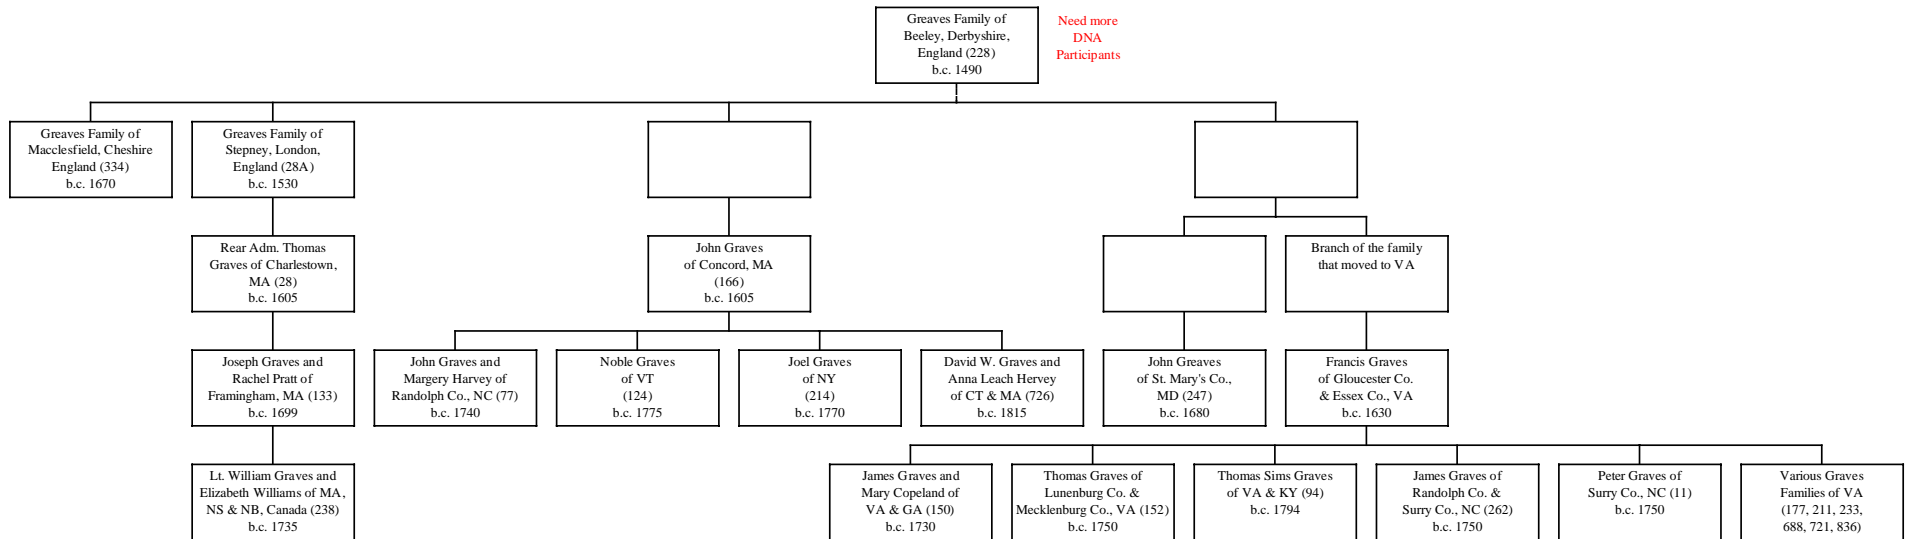 Greaves Family of
Beeley, Derbyshire,
England (228)
b.c. 1490
Need more
DNA
Participants
Greaves Family of
Macclesfield, Cheshire
England (334)
b.c. 1670
Greaves Family of
Stepney, London,
England (28A)
b.c. 1530
Rear Adm. Thomas
Graves of Charlestown,
MA (28)
b.c. 1605
John Graves
of Concord, MA
(166)
b.c. 1605
Branch of the family
that moved to VA
Joseph Graves and
Rachel Pratt of
Framingham, MA (133)
b.c. 1699
John Graves and
Margery Harvey of
Randolph Co., NC (77)
b.c. 1740
Noble Graves
of VT
(124)
b.c. 1775
Joel Graves
of NY
(214)
b.c. 1770
David W. Graves and
Anna Leach Hervey
of CT & MA (726)
b.c. 1815
John Greaves
of St. Mary's Co.,
MD (247)
b.c. 1680
Francis Graves
of Gloucester Co.
& Essex Co., VA
b.c. 1630
Lt. William Graves and
Elizabeth Williams of MA,
NS & NB, Canada (238)
b.c. 1735
James Graves and
Mary Copeland of
VA & GA (150)
b.c. 1730
Thomas Graves of
Lunenburg Co. &
Mecklenburg Co., VA (152)
b.c. 1750
Thomas Sims Graves
of VA & KY (94)
b.c. 1794
James Graves of
Randolph Co. &
Surry Co., NC (262)
b.c. 1750
Peter Graves of
Surry Co., NC (11)
b.c. 1750
Various Graves
Families of VA
(177, 211, 233,
688, 721, 836)